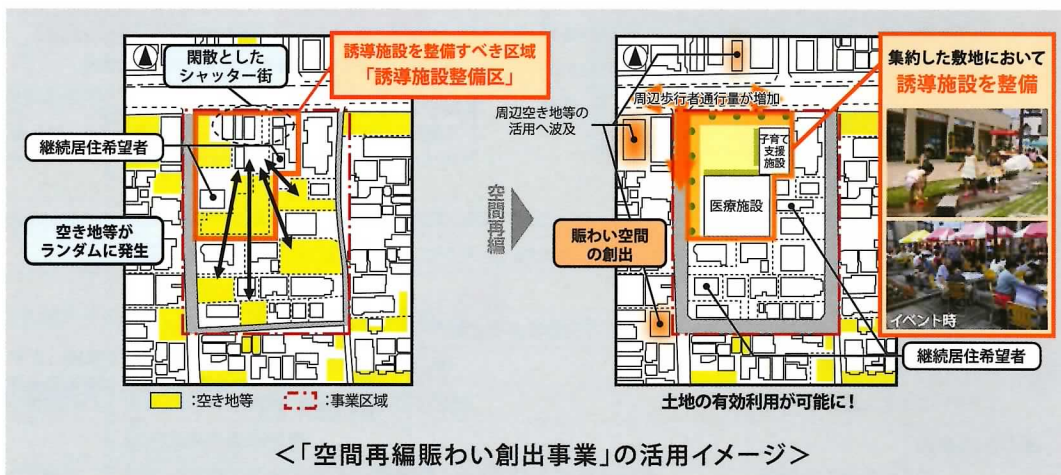 閑散とした
シャッター街
誘導施設を整備すべき区域
「誘導施設整備区」
継続居住希望者
空き地等が
ランダムに発生
:空き地等
:事業区域
空間再編
周辺歩行者通行量が増加
周辺空き地等の
活用へ波及
子育て
支援
施設
医療施設
賑わい空間
の創出
集約した敷地において
誘導施設を整備
イベント時
継続居住希望者
土地の有効利用が可能に!
<「空間再編賑わい創出事業」の活用イメージ>